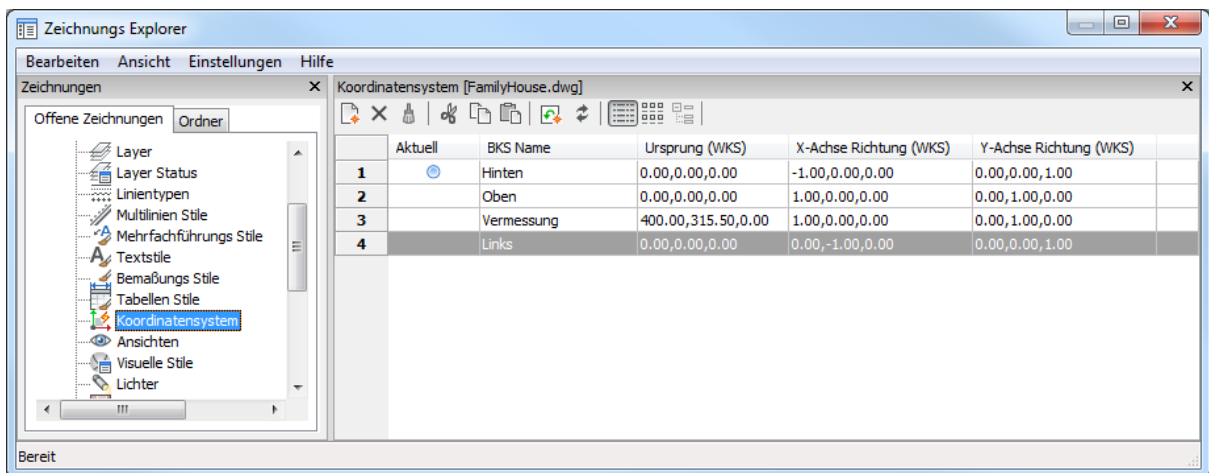 Zeichnungs Explorer
Bearbeiten Ansicht Einstellungen Hilfe
Zeichnungen
Offene Zeichnungen Ordner
Layer
Layer Status
Linientypen
Multilinien Stile
Mehrfachführungs Stile
Textstile
Bemaßungs Stile
Tabellen Stile
Koordinatensystem
Ansichten
Visuelle Stile
Lichter
Koordinatensystem [FamilyHouse.dwg]
Aktuell BKS Name Ursprung (WKS) X-Achse Richtung (WKS) Y-Achse Richtung (WKS)
1 Hinten 0.00,0.00,0.00 -1.00,0.00,0.00 0.00,0.00,1.00
2 Oben 0.00,0.00,0.00 1.00,0.00,0.00 0.00,1.00,0.00
3 Vermessung 400.00,315.50,0.00 1.00,0.00,0.00 0.00,1.00,0.00
4 Links 0.00,0.00,0.00 0.00,-1.00,0.00 0.00,0.00,1.00
Bereit